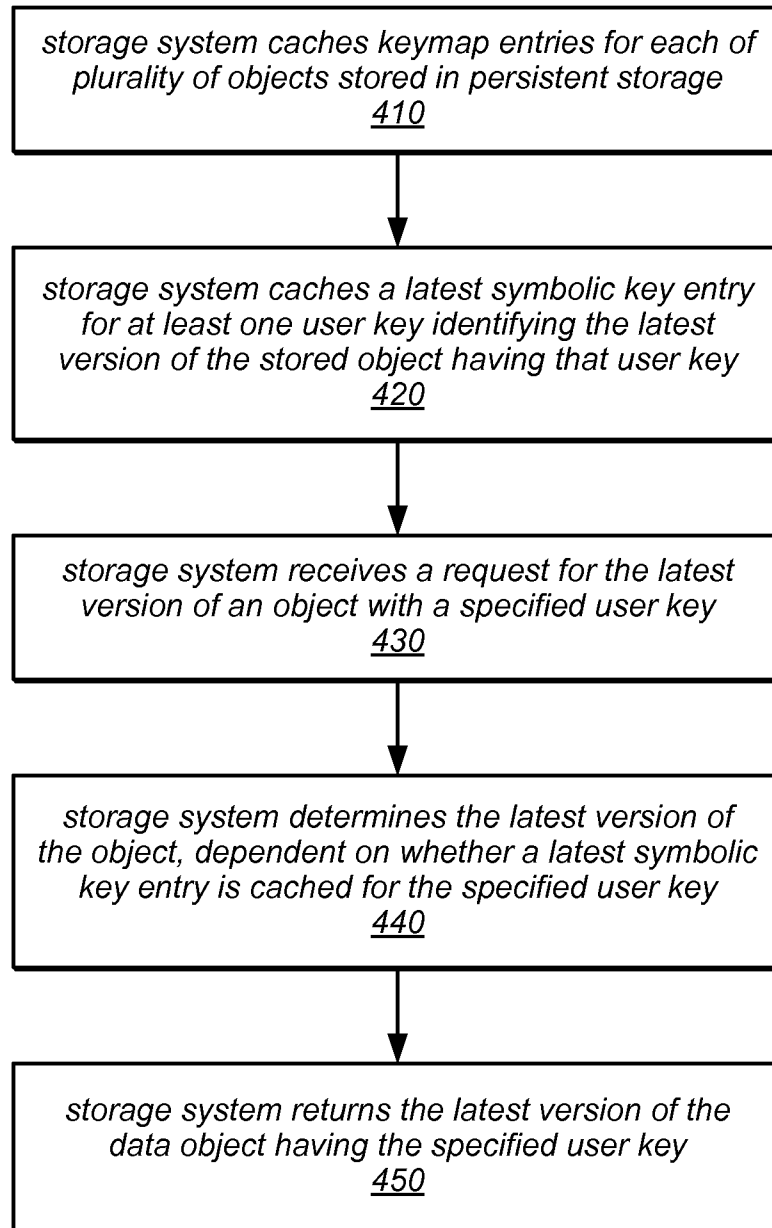 storage system caches keymap entries for each of
plurality of objects stored in persistent storage
410
storage system caches a latest symbolic key entry
for at least one user key identifying the latest
version of the stored object having that user key
420
storage system receives a request for the latest
version of an object with a specified user key
430
storage system determines the latest version of
the object, dependent on whether a latest symbolic
key entry is cached for the specified user key
440
storage system returns the latest version of the
data object having the specified user key
450